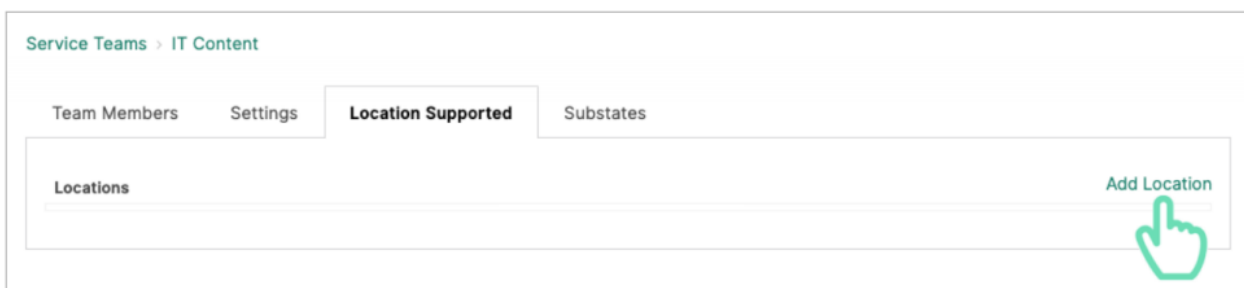 Service Teams › IT Content
Team Members Settings Location Supported Substates
Locations Add Location